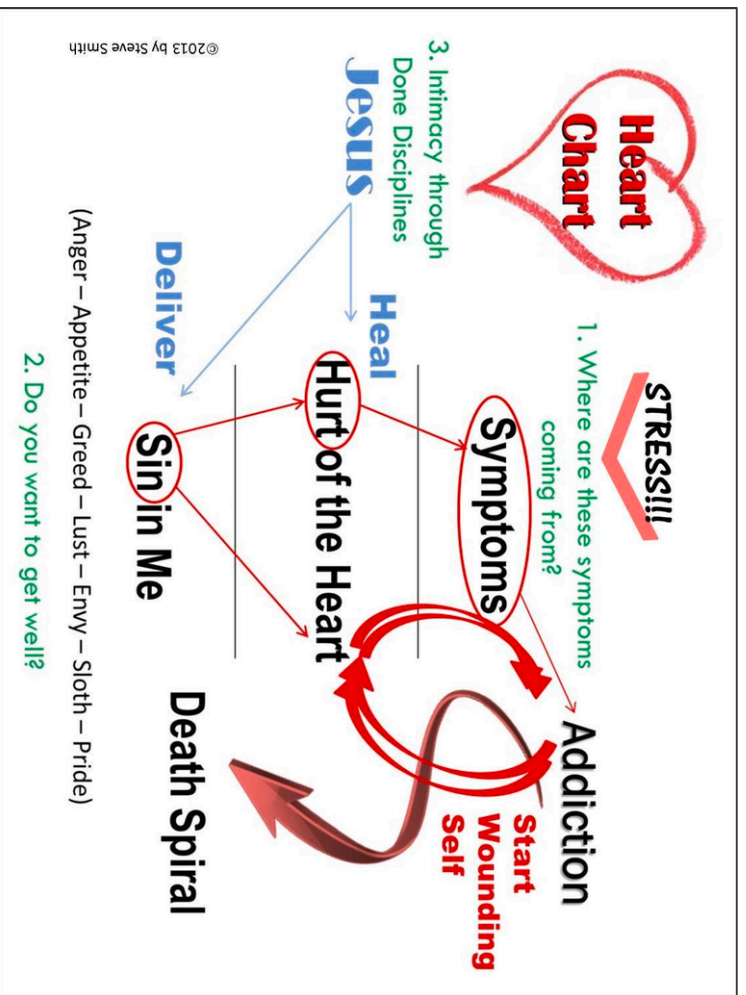 Heart
Chart
STRESS!!!
1. Where are these symptoms
coming from?
Symptoms
Addiction
Start
Wounding
Self
3. Intimacy through
Done Disciplines
Jesus
Heal
Hurt of the Heart
Deliver
Sin in Me
Death Spiral
(Anger – Appetite – Greed – Lust – Envy – Sloth – Pride)
2. Do you want to get well?
©2013 by Steve Smith